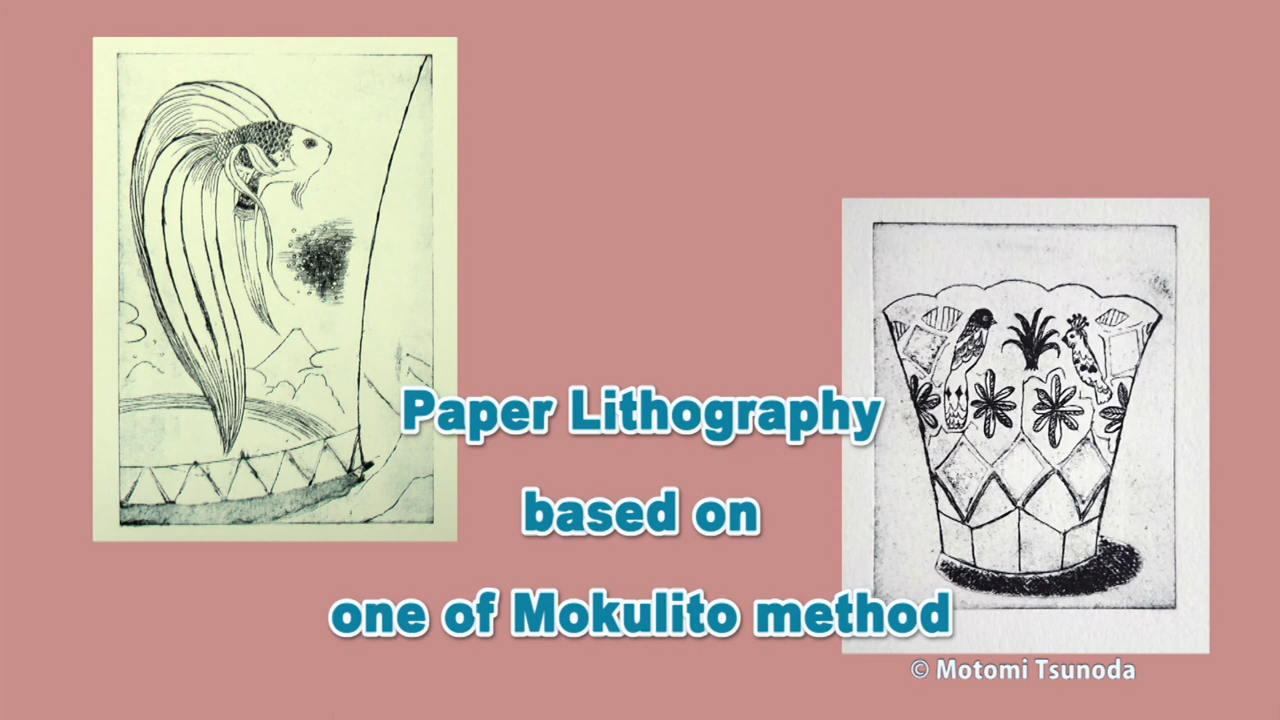 Paper Lithography
based on
one of Mokulito method
© Motomi Tsunoda